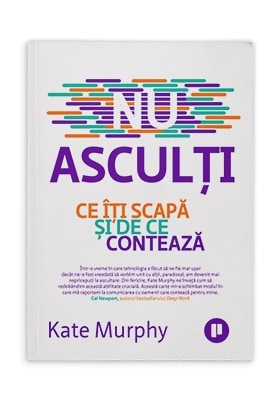 NU
ASCULȚI
CE ÎȚI SCAPĂ
ȘI DE CE
CONTEAZĂ
Într-o vreme în care tehnologia a făcut să ne fie mai ușor
decât ne-a fost vreodată să vorbim unii cu alții, paradoxal, am devenit mai
nepricepuți la ascultare. Din fericire, Kate Murphy ne învață cum să
redobândim această abilitate crucială. Această carte mi-a schimbat modul în
care mă raportam la comunicarea cu oamenii care contează pentru mine.
Cal Newport, autorul bestsellerului Deep Work
Kate Murphy